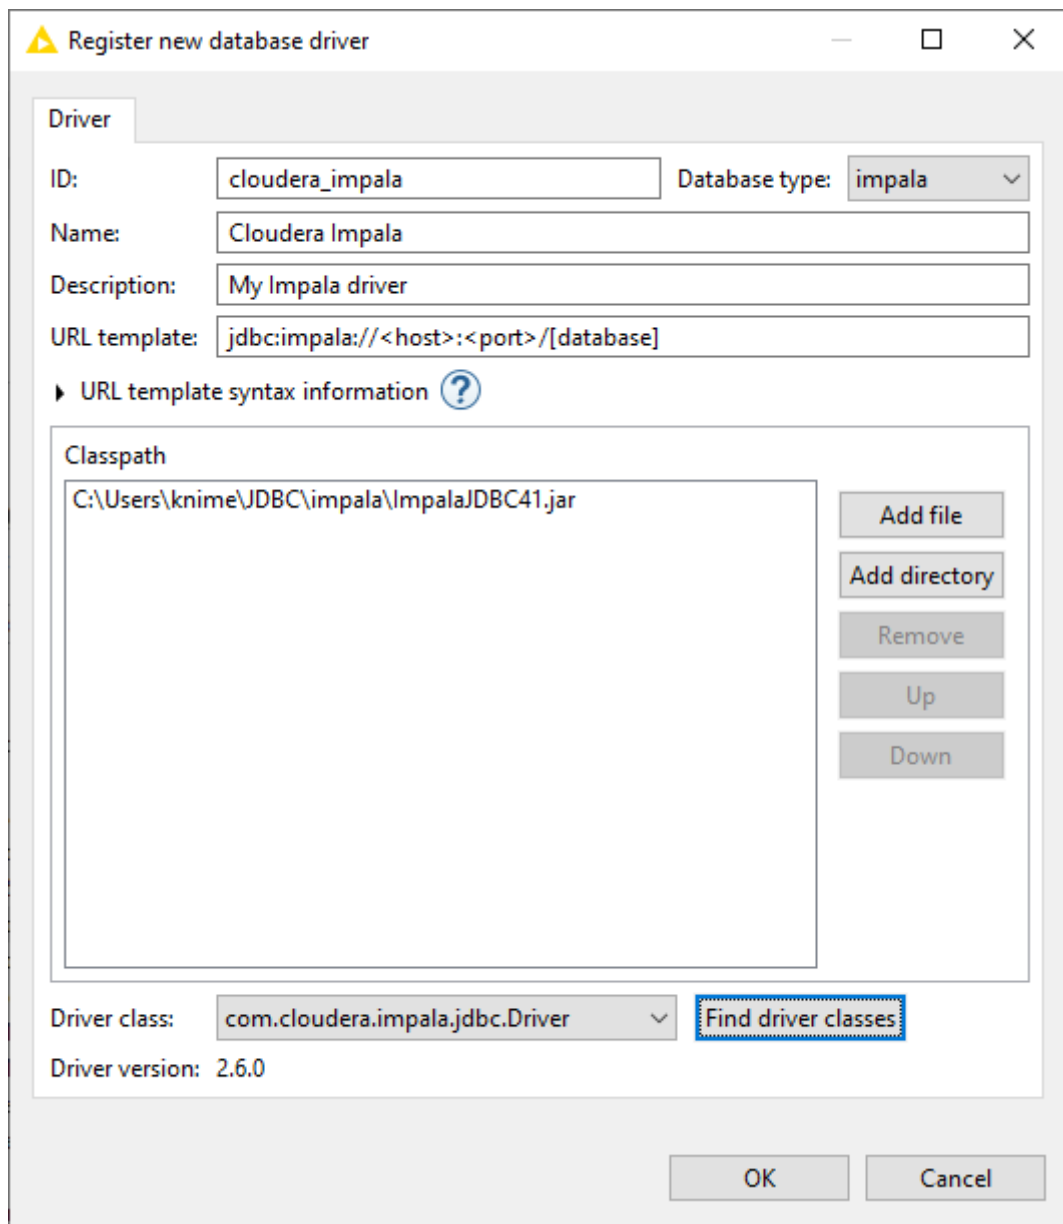 Register new database driver
Driver
ID: cloudera_impala Database type: impala
Name: Cloudera Impala
Description: My Impala driver
URL template: jdbc:impala://<host>:<port>/[database]
URL template syntax information ?
Classpath
C:\Users\knime\JDBC\impala\ImpalaJDBC41.jar
Add file
Add directory
Remove
Up
Down
Driver class: com.cloudera.impala.jdbc.Driver Find driver classes
Driver version: 2.6.0
OK Cancel